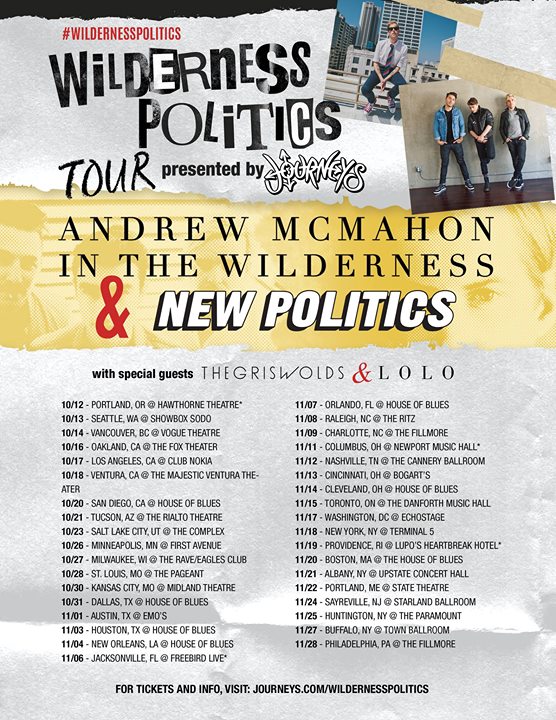 #WILDERNESSPOLITICS
WiLDERNESS
POLiTiCS
TOUR presented by JOURNEYS
ANDREW MCMAHON
IN THE WILDERNESS
& NEW POLITICS
with special guests THEGRISWOLDS & LOLO
10/12 - PORTLAND, OR @ HAWTHORNE THEATRE*
10/13 - SEATTLE, WA @ SHOWBOX SODO
10/14 - VANCOUVER, BC @ VOGUE THEATRE
10/16 - OAKLAND, CA @ THE FOX THEATER
10/17 - LOS ANGELES, CA @ CLUB NOKIA
10/18 - VENTURA, CA @ THE MAJESTIC VENTURA THE-
ATER
10/20 - SAN DIEGO, CA @ HOUSE OF BLUES
10/21 - TUCSON, AZ @ THE RIALTO THEATRE
10/23 - SALT LAKE CITY, UT @ THE COMPLEX
10/26 - MINNEAPOLIS, MN @ FIRST AVENUE
10/27 - MILWAUKEE, WI @ THE RAVE/EAGLES CLUB
10/28 - ST. LOUIS, MO @ THE PAGEANT
10/30 - KANSAS CITY, MO @ MIDLAND THEATRE
10/31 - DALLAS, TX @ HOUSE OF BLUES
11/01 - AUSTIN, TX @ EMO'S
11/03 - HOUSTON, TX @ HOUSE OF BLUES
11/04 - NEW ORLEANS, LA @ HOUSE OF BLUES
11/06 - JACKSONVILLE, FL @ FREEBIRD LIVE*
11/07 - ORLANDO, FL @ HOUSE OF BLUES
11/08 - RALEIGH, NC @ THE RITZ
11/09 - CHARLOTTE, NC @ THE FILLMORE
11/11 - COLUMBUS, OH @ NEWPORT MUSIC HALL*
11/12 - NASHVILLE, TN @ THE CANNERY BALLROOM
11/13 - CINCINNATI, OH @ BOGART'S
11/14 - CLEVELAND, OH @ HOUSE OF BLUES
11/15 - TORONTO, ON @ THE DANFORTH MUSIC HALL
11/17 - WASHINGTON, DC @ ECHOSTAGE
11/18 - NEW YORK, NY @ TERMINAL 5
11/19 - PROVIDENCE, RI @ LUPO'S HEARTBREAK HOTEL*
11/20 - BOSTON, MA @ THE HOUSE OF BLUES
11/21 - ALBANY, NY @ UPSTATE CONCERT HALL
11/22 - PORTLAND, ME @ STATE THEATRE
11/24 - SAYREVILLE, NJ @ STARLAND BALLROOM
11/25 - HUNTINGTON, NY @ THE PARAMOUNT
11/27 - BUFFALO, NY @ TOWN BALLROOM
11/28 - PHILADELPHIA, PA @ THE FILLMORE
FOR TICKETS AND INFO, VISIT: JOURNEYS.COM/WILDERNESSPOLITICS